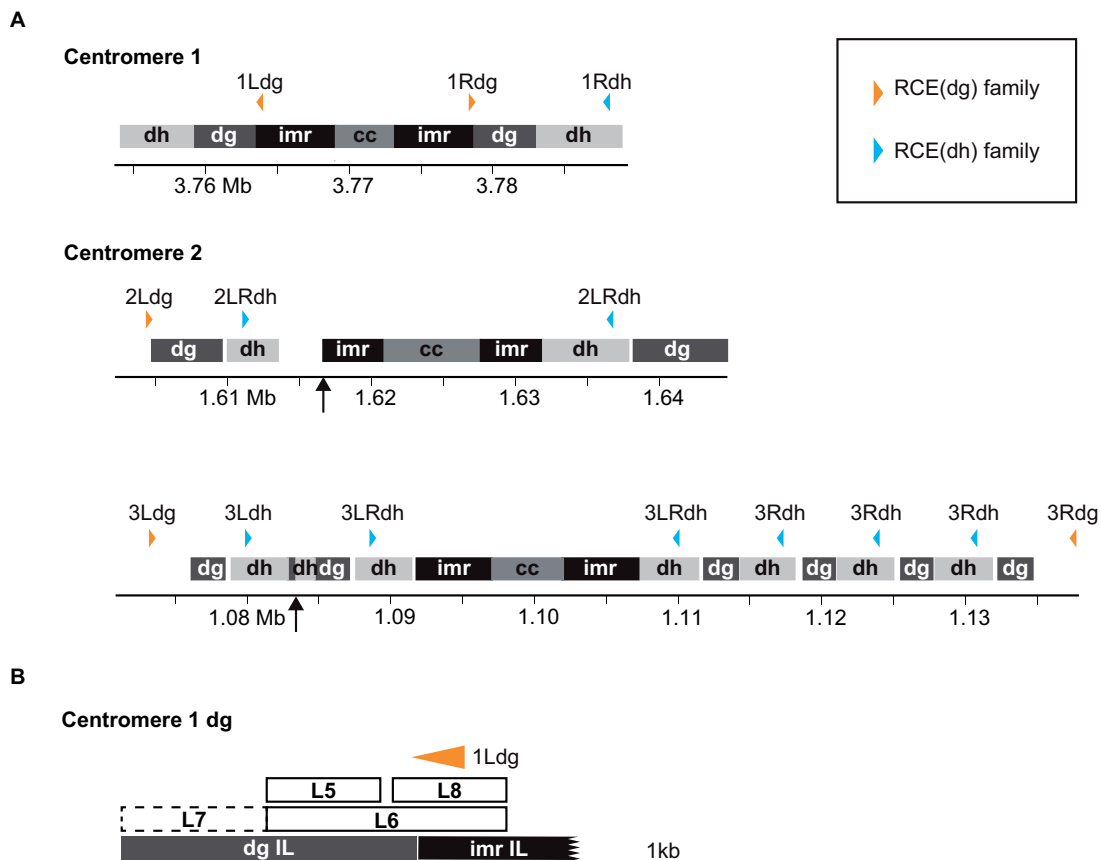 A
Centromere 1
1Ldg 1Rdg 1Rdh
dh dg imr cc imr dg dh
3.76 Mb 3.77 3.78
RCE(dg) family
RCE(dh) family
Centromere 2
2Ldg 2LRdh 2LRdh
dg dh imr cc imr dh dg
1.61 Mb 1.62 1.63 1.64
3Ldg 3Ldh 3LRdh 3LRdh 3Rdh 3Rdh 3Rdh 3Rdg
dg dh dh dg dh imr cc imr dh dg dh dg dh dg dh dg
1.08 Mb 1.09 1.10 1.11 1.12 1.13
B
Centromere 1 dg
1Ldg
L5 L8
L7 L6
dg IL imr IL 1kb